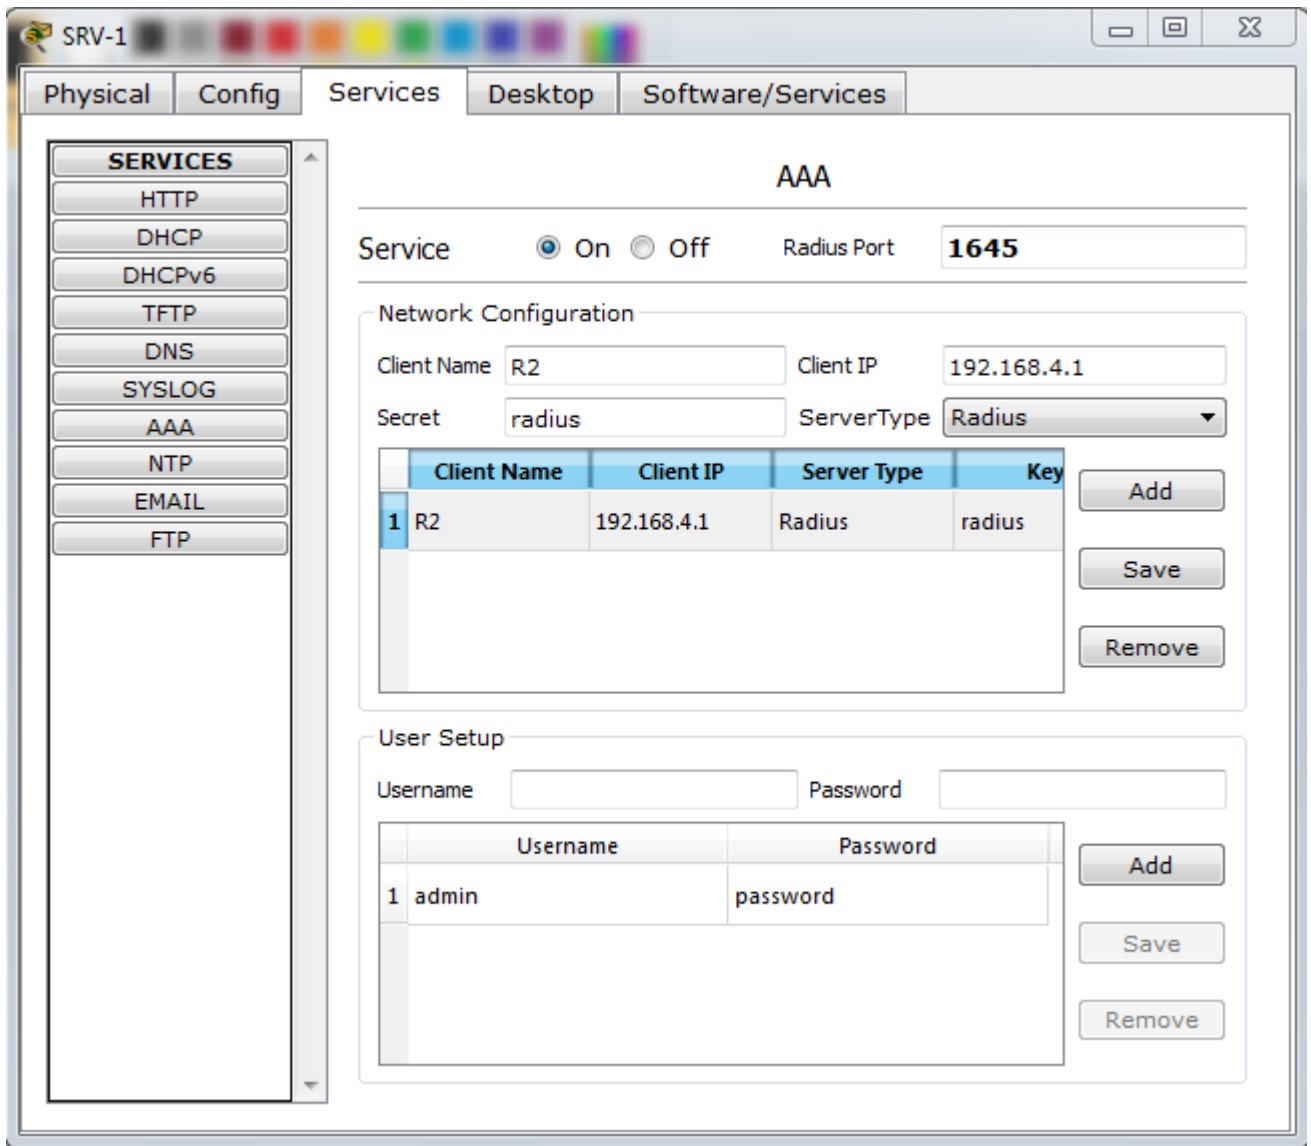 SRV-1
Physical Config Services Desktop Software/Services
SERVICES
HTTP
DHCP
DHCPv6
TFTP
DNS
SYSLOG
AAA
NTP
EMAIL
FTP
AAA
Service On Off Radius Port 1645
Network Configuration
Client Name R2 Client IP 192.168.4.1
Secret radius ServerType Radius
Client Name Client IP Server Type Key
1 R2 192.168.4.1 Radius radius
Add
Save
Remove
User Setup
Username Password
Username Password
1 admin password
Add
Save
Remove